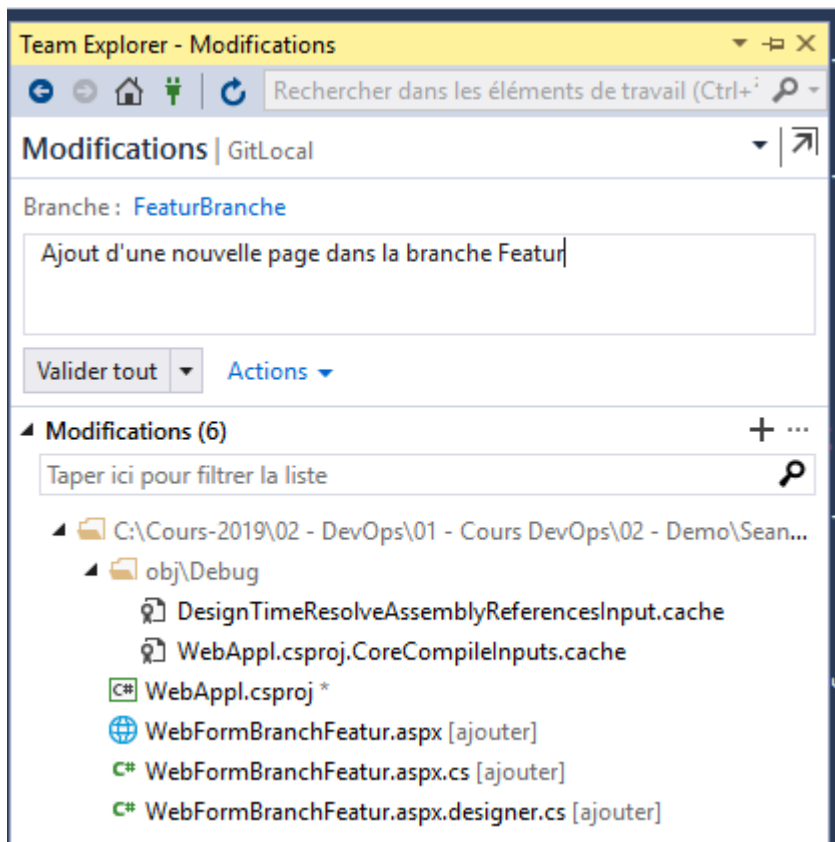 Team Explorer - Modifications
Rechercher dans les éléments de travail (Ctrl+
Modifications | GitLocal
Branche : FeaturBranche
Ajout d'une nouvelle page dans la branche Featur
Valider tout Actions
Modifications (6)
Taper ici pour filtrer la liste
C:\Cours-2019\02 - DevOps\01 - Cours DevOps\02 - Demo\Sean...
obj\Debug
DesignTimeResolveAssemblyReferencesInput.cache
WebAppl.csproj.CoreCompileInputs.cache
C# WebAppl.csproj *
WebFormBranchFeatur.aspx [ajouter]
C# WebFormBranchFeatur.aspx.cs [ajouter]
C# WebFormBranchFeatur.aspx.designer.cs [ajouter]